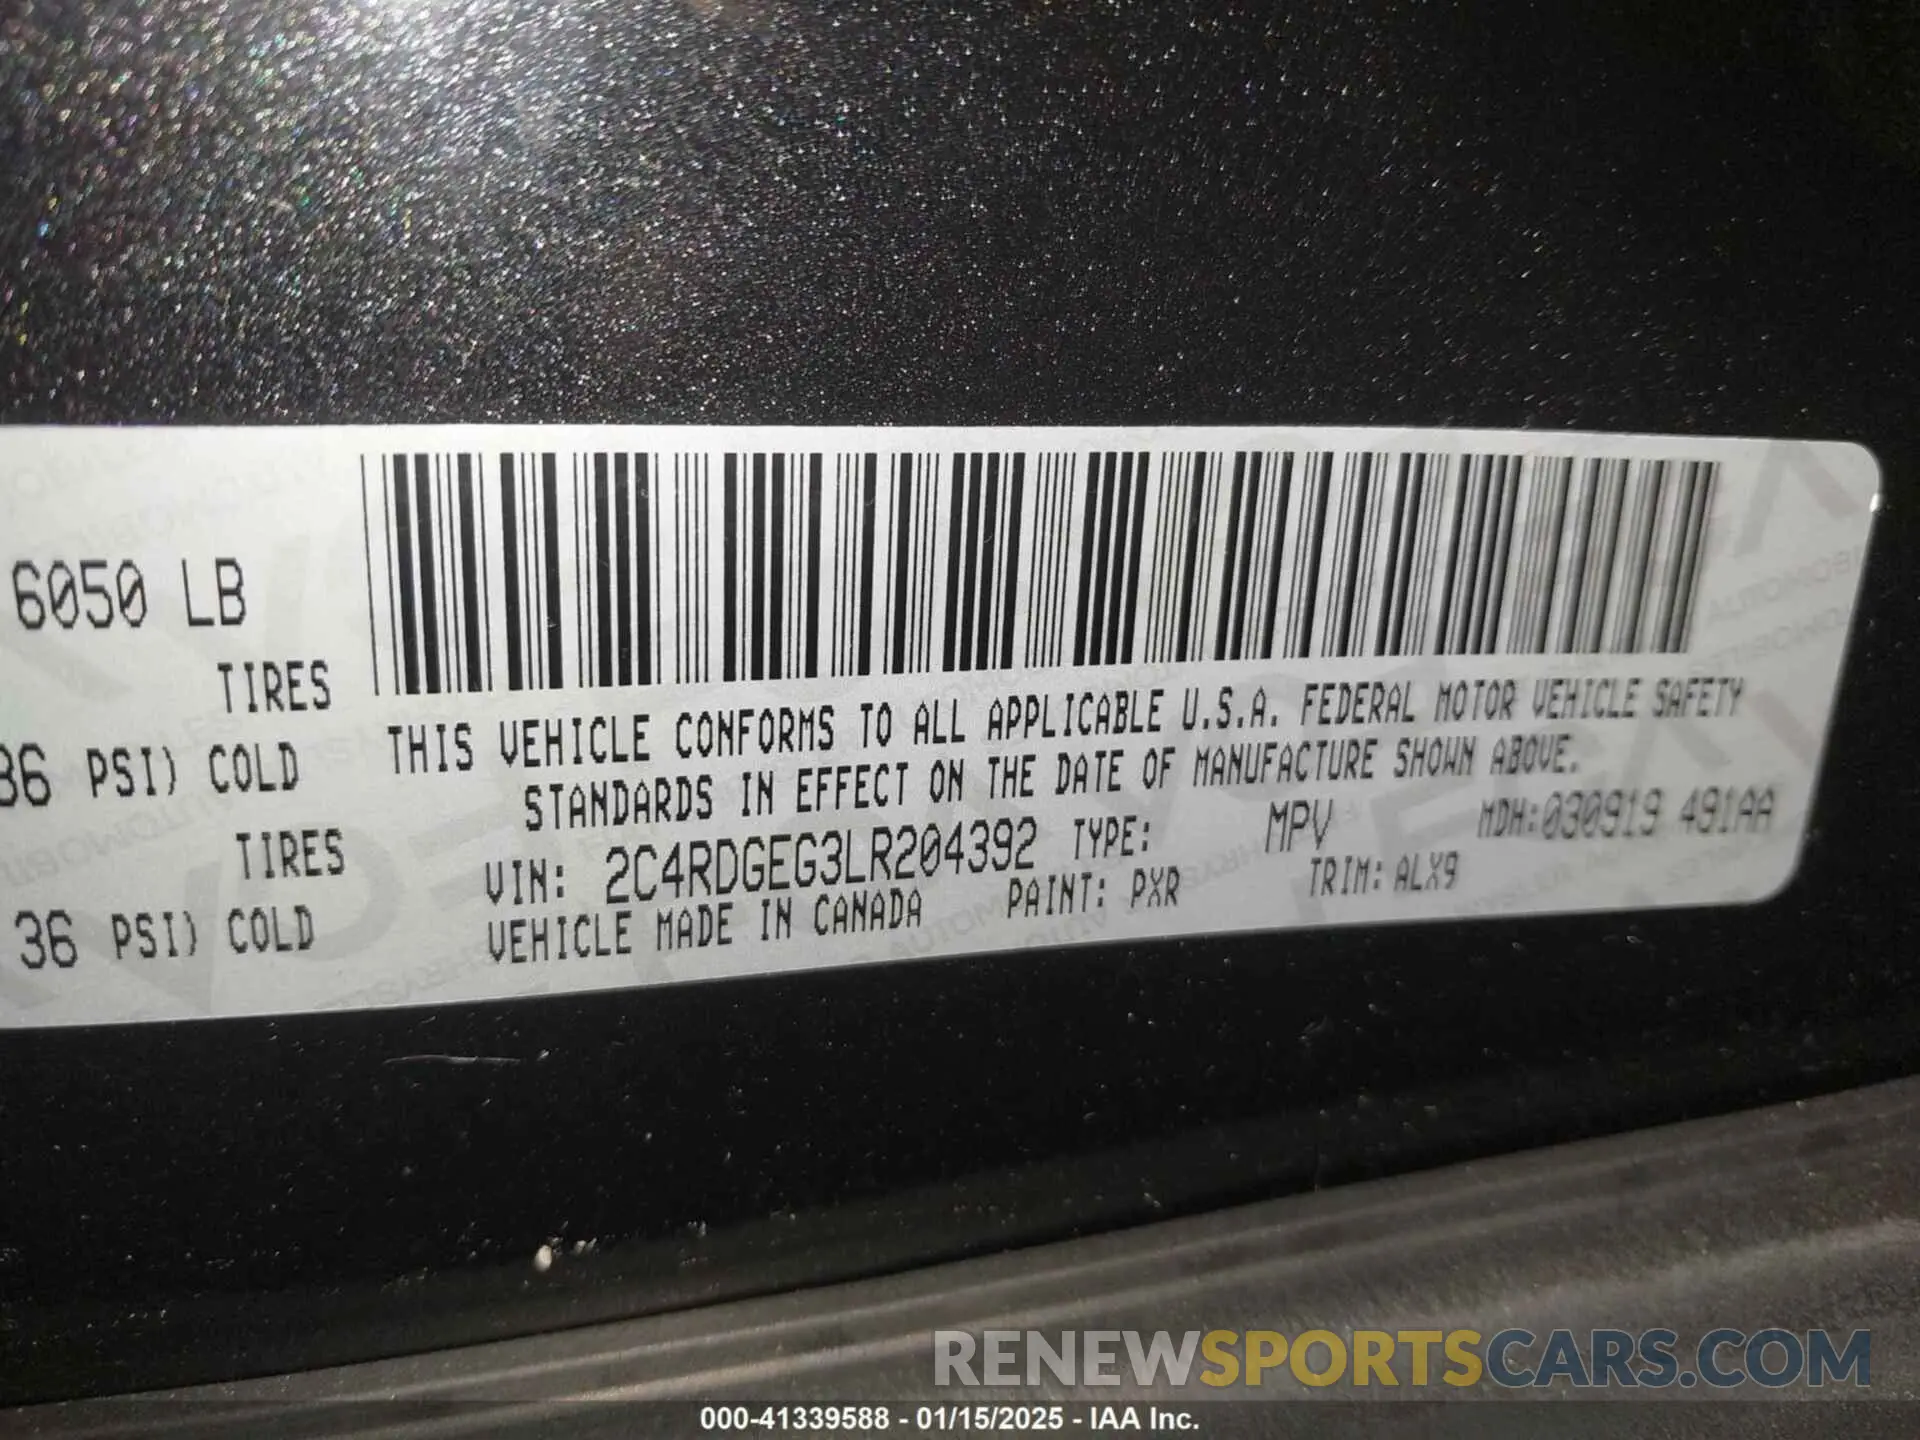 6050 LB
TIRES
36 PSI) COLD
TIRES
36 PSI) COLD
THIS VEHICLE CONFORMS TO ALL APPLICABLE U.S.A. FEDERAL MOTOR VEHICLE SAFETY
STANDARDS IN EFFECT ON THE DATE OF MANUFACTURE SHOWN ABOVE.
VIN: 2C4RDGEG3LR204392 TYPE: MPV MDH:030919 491AA
VEHICLE MADE IN CANADA PAINT: PXR TRIM: ALX9
RENEWSPORTSCARS.COM
000-41339588 - 01/15/2025 - IAA Inc.